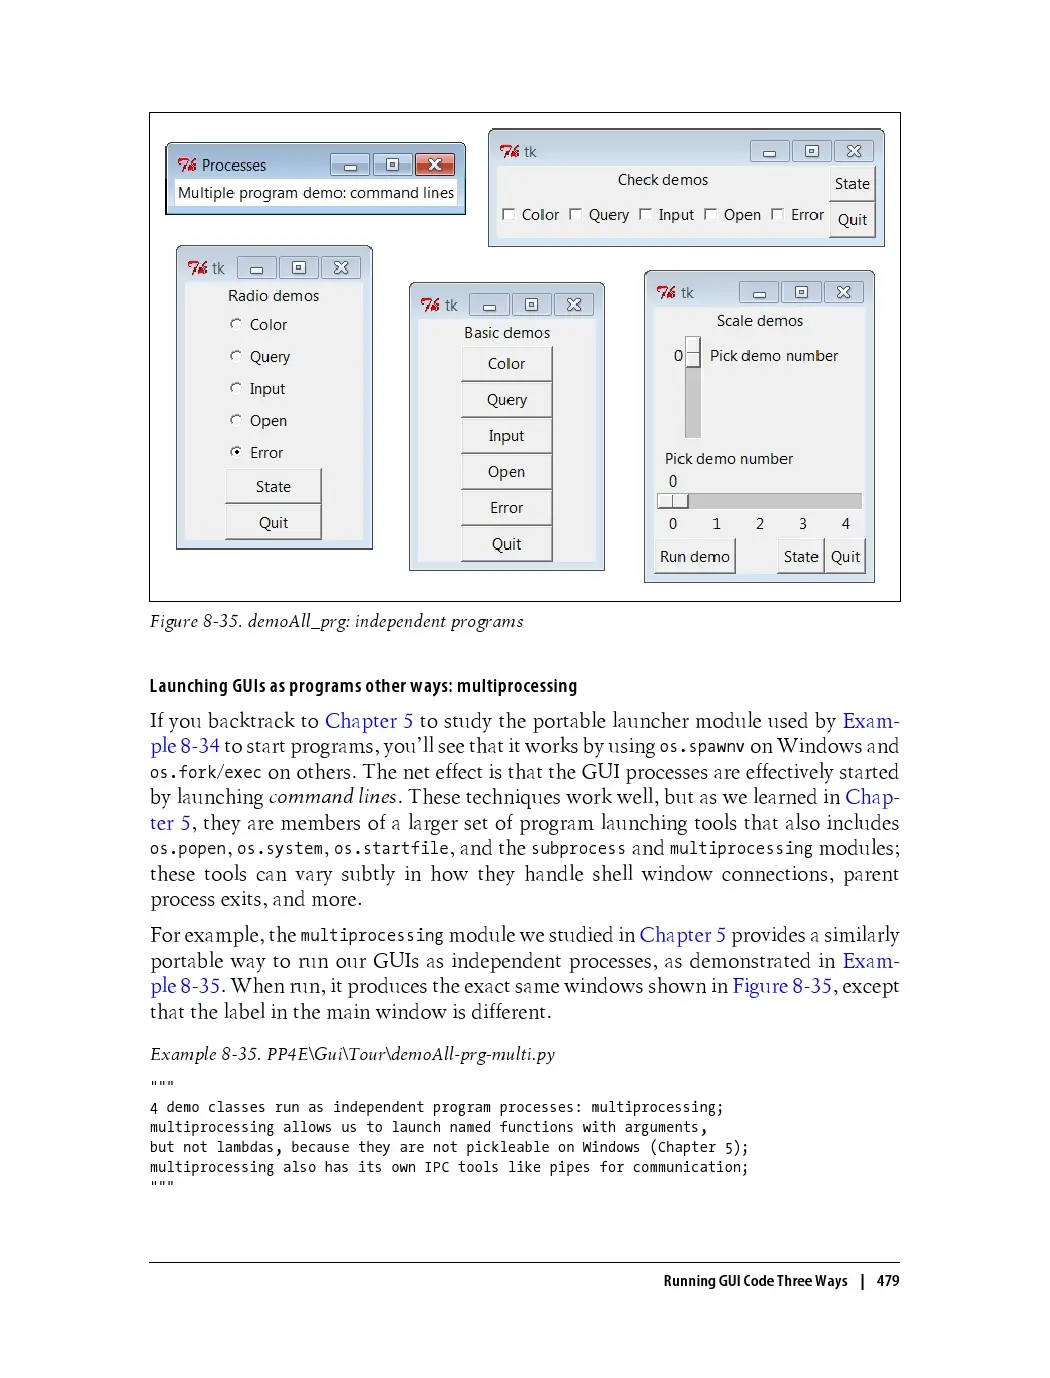 Processes
Multiple program demo: command lines
tk
Check demos
Color Query Input Open Error
State
Quit
tk
Radio demos
Color
Query
Input
Open
Error
State
Quit
tk
Basic demos
Color
Query
Input
Open
Error
Quit
tk
Scale demos
0 Pick demo number
Pick demo number
0
0 1 2 3 4
Run demo State Quit
Figure 8-35. demoAll_prg: independent programs
Launching GUIs as programs other ways: multiprocessing
If you backtrack to Chapter 5 to study the portable launcher module used by Exam-
ple 8-34 to start programs, you’ll see that it works by using os.spawnv on Windows and
os.fork/exec on others. The net effect is that the GUI processes are effectively started
by launching command lines. These techniques work well, but as we learned in Chap-
ter 5, they are members of a larger set of program launching tools that also includes
os.popen, os.system, os.startfile, and the subprocess and multiprocessing modules;
these tools can vary subtly in how they handle shell window connections, parent
process exits, and more.
For example, the multiprocessing module we studied in Chapter 5 provides a similarly
portable way to run our GUIs as independent processes, as demonstrated in Exam-
ple 8-35. When run, it produces the exact same windows shown in Figure 8-35, except
that the label in the main window is different.
Example 8-35. PP4E\Gui\Tour\demoAll-prg-multi.py
"""
4 demo classes run as independent program processes: multiprocessing;
multiprocessing allows us to launch named functions with arguments,
but not lambdas, because they are not pickleable on Windows (Chapter 5);
multiprocessing also has its own IPC tools like pipes for communication;
"""
Running GUI Code Three Ways | 479